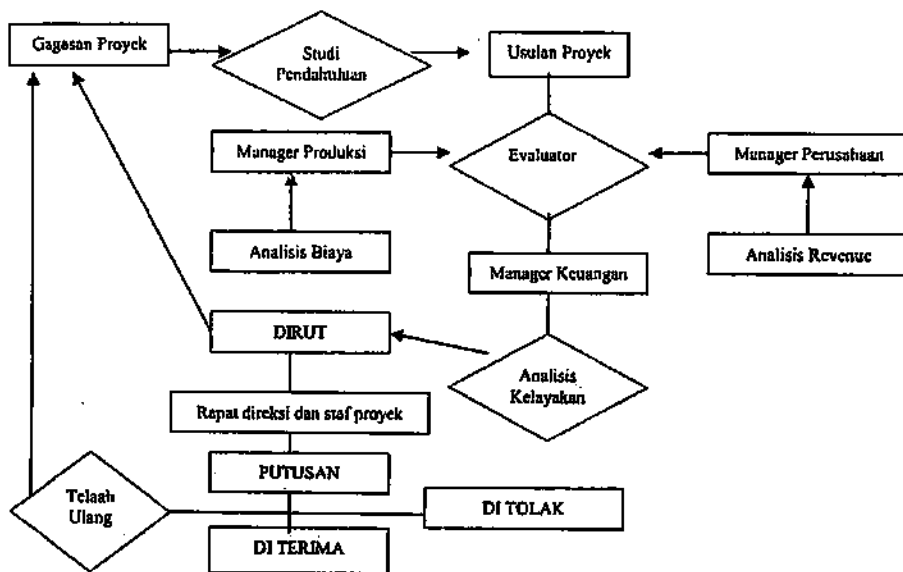 Gagasan Proyek
Studi
Pendahuluan
Usulan Proyek
Manager Produksi
Evaluator
Manager Perusahaan
Analisis Biaya
Manager Keuangan
Analisis Revenue
DIRUT
Analisis
Kelayakan
Rapat direksi dan staf proyek
PUTUSAN
Telaah
Ulang
DI TOLAK
DI TERIMA